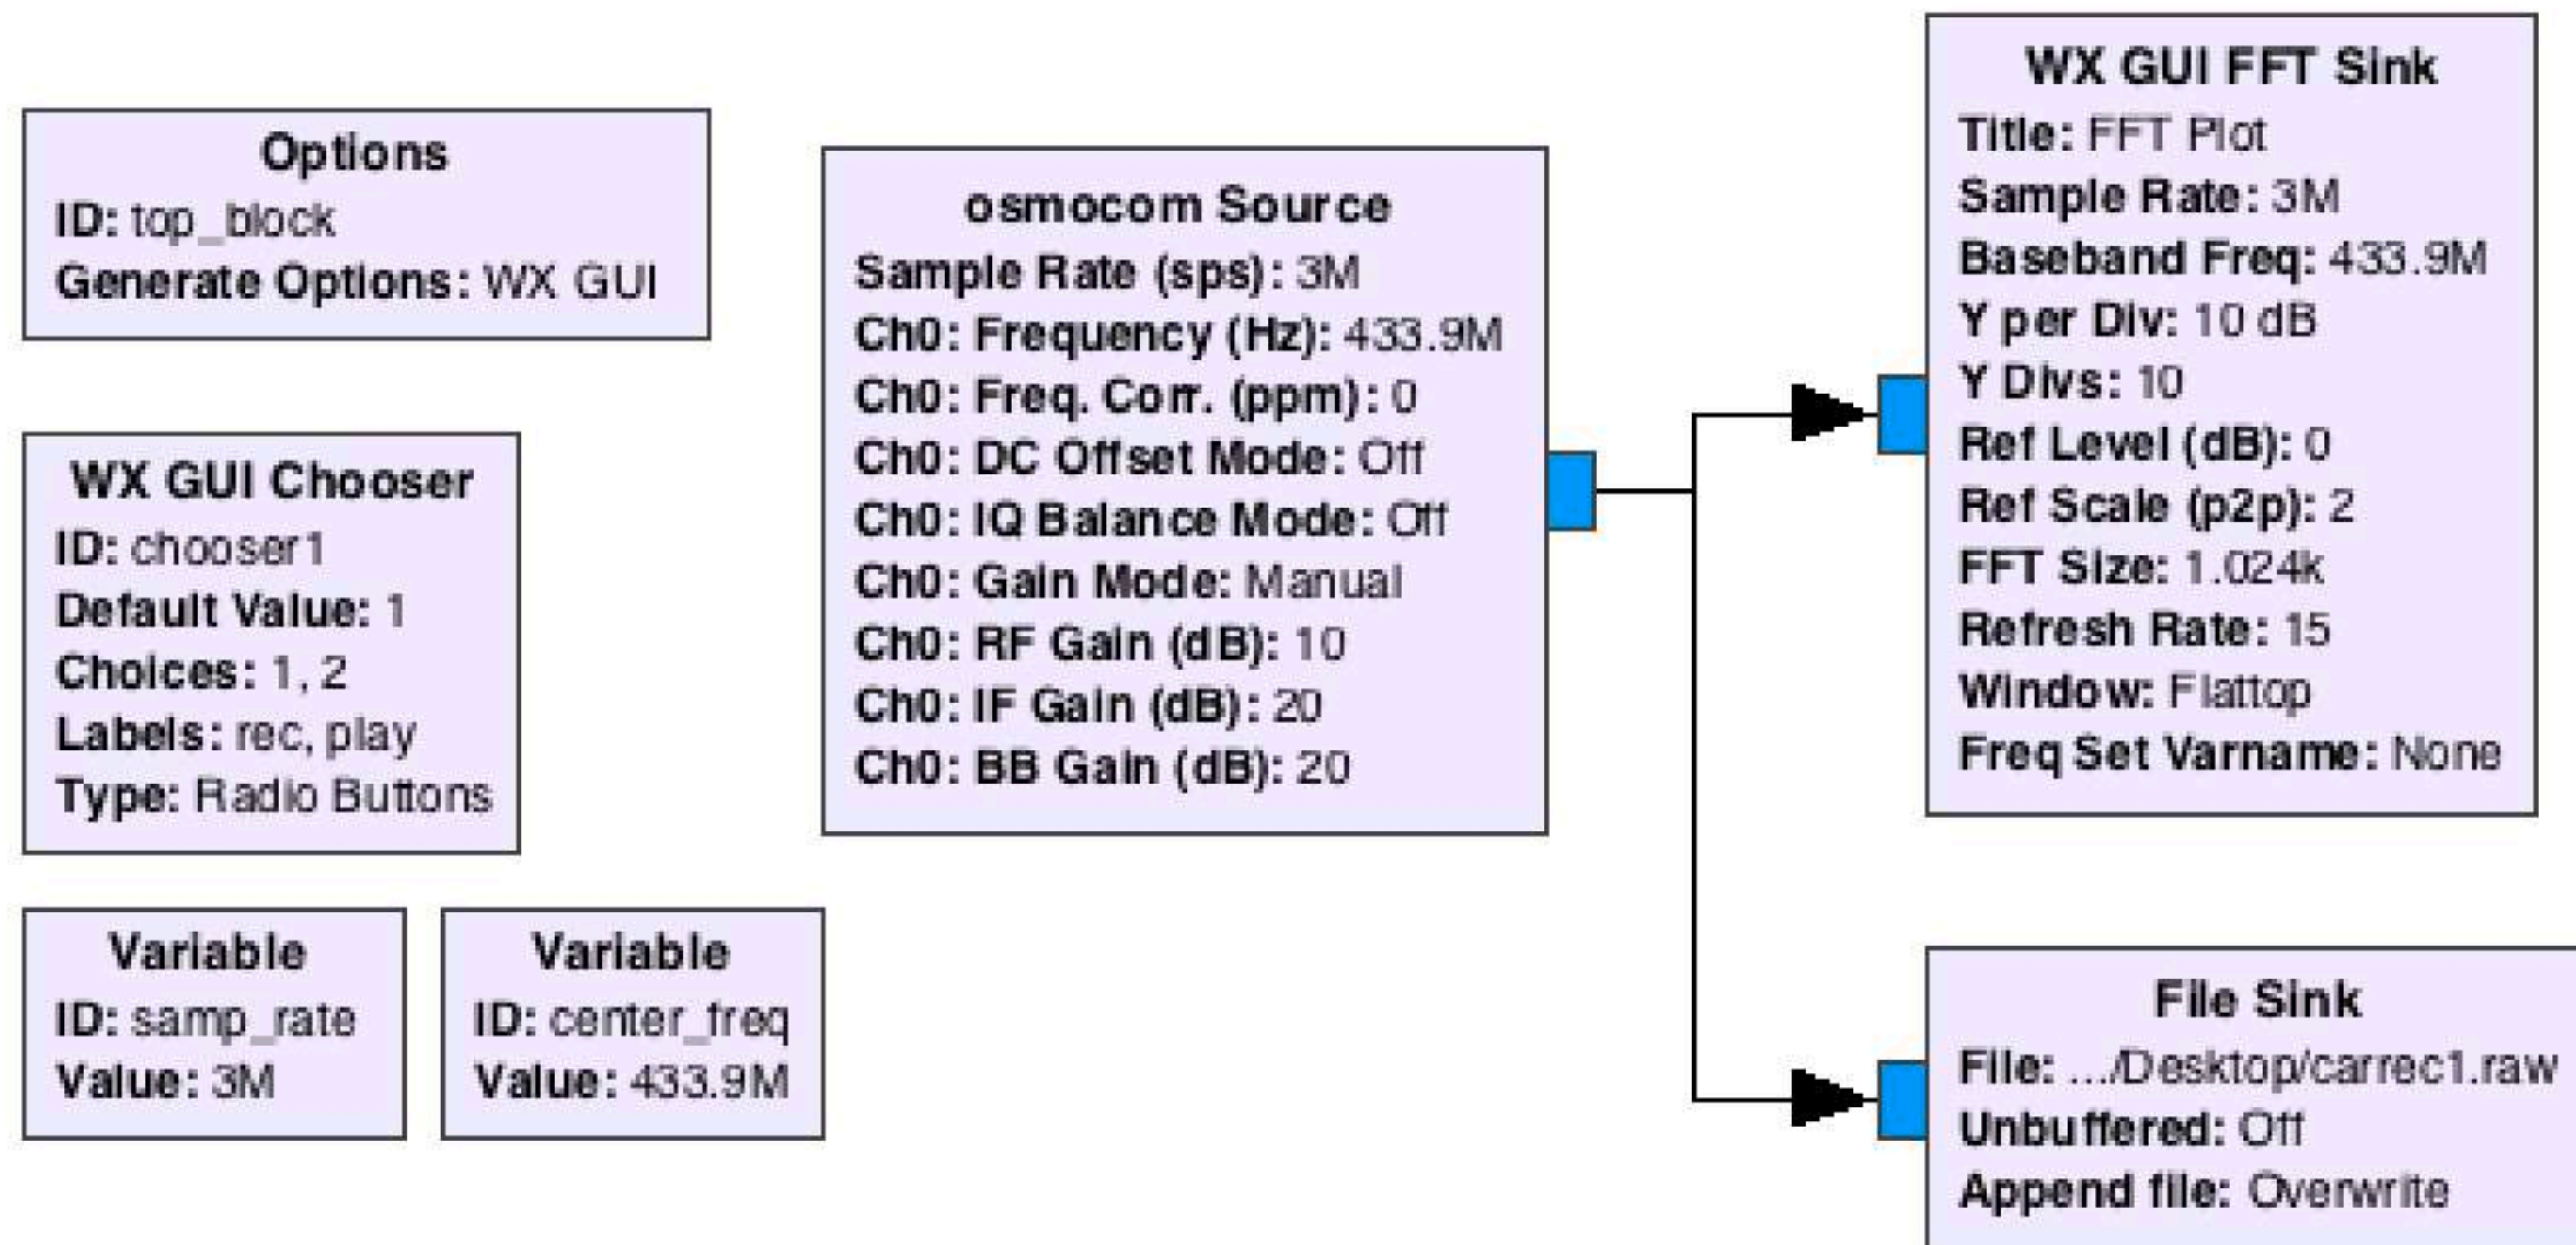 Options
ID: top_block
Generate Options: WX GUI
WX GUI Chooser
ID: chooser1
Default Value: 1
Choices: 1, 2
Labels: rec, play
Type: Radio Buttons
Variable
ID: samp_rate
Value: 3M
Variable
ID: center_freq
Value: 433.9M
osmocom Source
Sample Rate (sps): 3M
Ch0: Frequency (Hz): 433.9M
Ch0: Freq. Corr. (ppm): 0
Ch0: DC Offset Mode: Off
Ch0: IQ Balance Mode: Off
Ch0: Gain Mode: Manual
Ch0: RF Gain (dB): 10
Ch0: IF Gain (dB): 20
Ch0: BB Gain (dB): 20
WX GUI FFT Sink
Title: FFT Plot
Sample Rate: 3M
Baseband Freq: 433.9M
Y per Div: 10 dB
Y Divs: 10
Ref Level (dB): 0
Ref Scale (p2p): 2
FFT Size: 1.024k
Refresh Rate: 15
Window: Flattop
Freq Set Varname: None
File Sink
File: .../Desktop/carrec1.raw
Unbuffered: Off
Append file: Overwrite